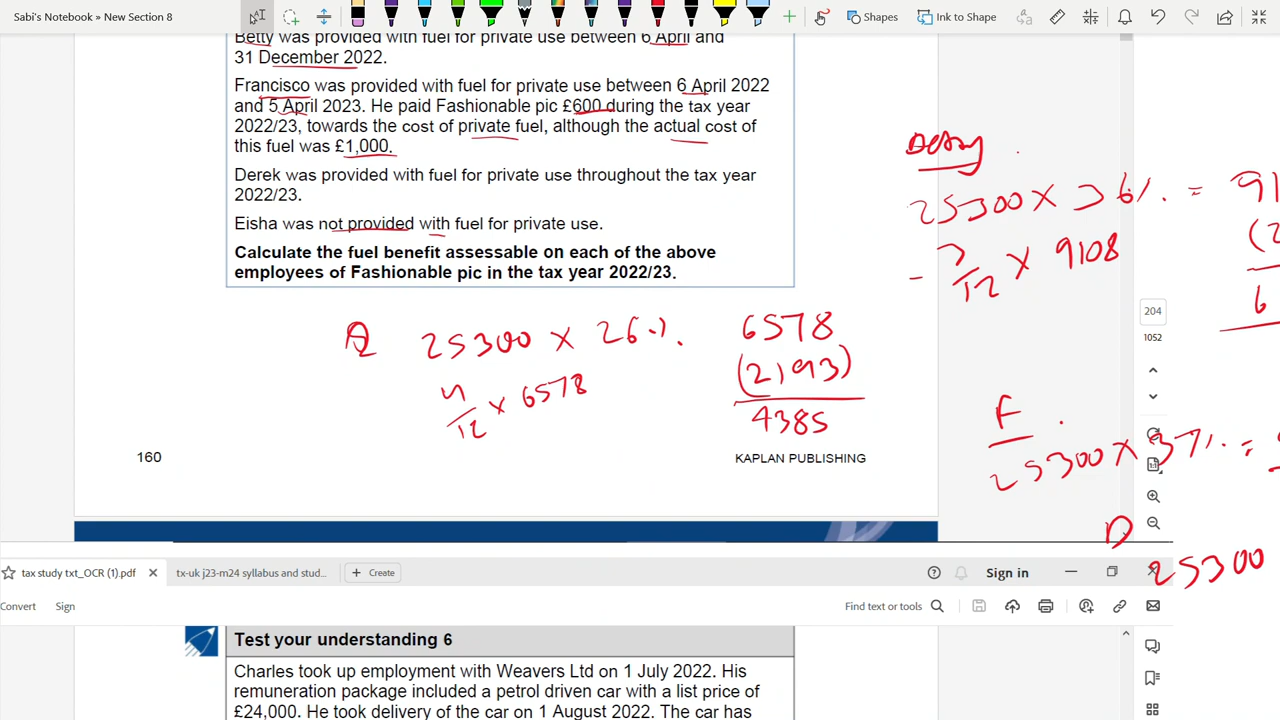 Sabi's Notebook » New Section 8
Shapes
Ink to Shape
Betty was provided with fuel for private use between 6 April and
31 December 2022.
Francisco was provided with fuel for private use between 6 April 2022
and 5 April 2023. He paid Fashionable plc £600 during the tax year
2022/23, towards the cost of private fuel, although the actual cost of
this fuel was £1,000.
Derek was provided with fuel for private use throughout the tax year
2022/23.
Eisha was not provided with fuel for private use.
Calculate the fuel benefit assessable on each of the above
employees of Fashionable plc in the tax year 2022/23.
25300 × 36%. = 91
- 3/12 × 9108
(2
6
25300 × 26%. 6578
4/12 × 6578 (2193)
4385
204
1052
F
25300 × 37%. =
D
25300
160
KAPLAN PUBLISHING
tax study txt_OCR (1).pdf
tx-uk j23-m24 syllabus and stud...
+ Create
Sign in
Convert
Sign
Find text or tools
Test your understanding 6
Charles took up employment with Weavers Ltd on 1 July 2022. His
remuneration package included a petrol driven car with a list price of
£24,000. He took delivery of the car on 1 August 2022. The car has